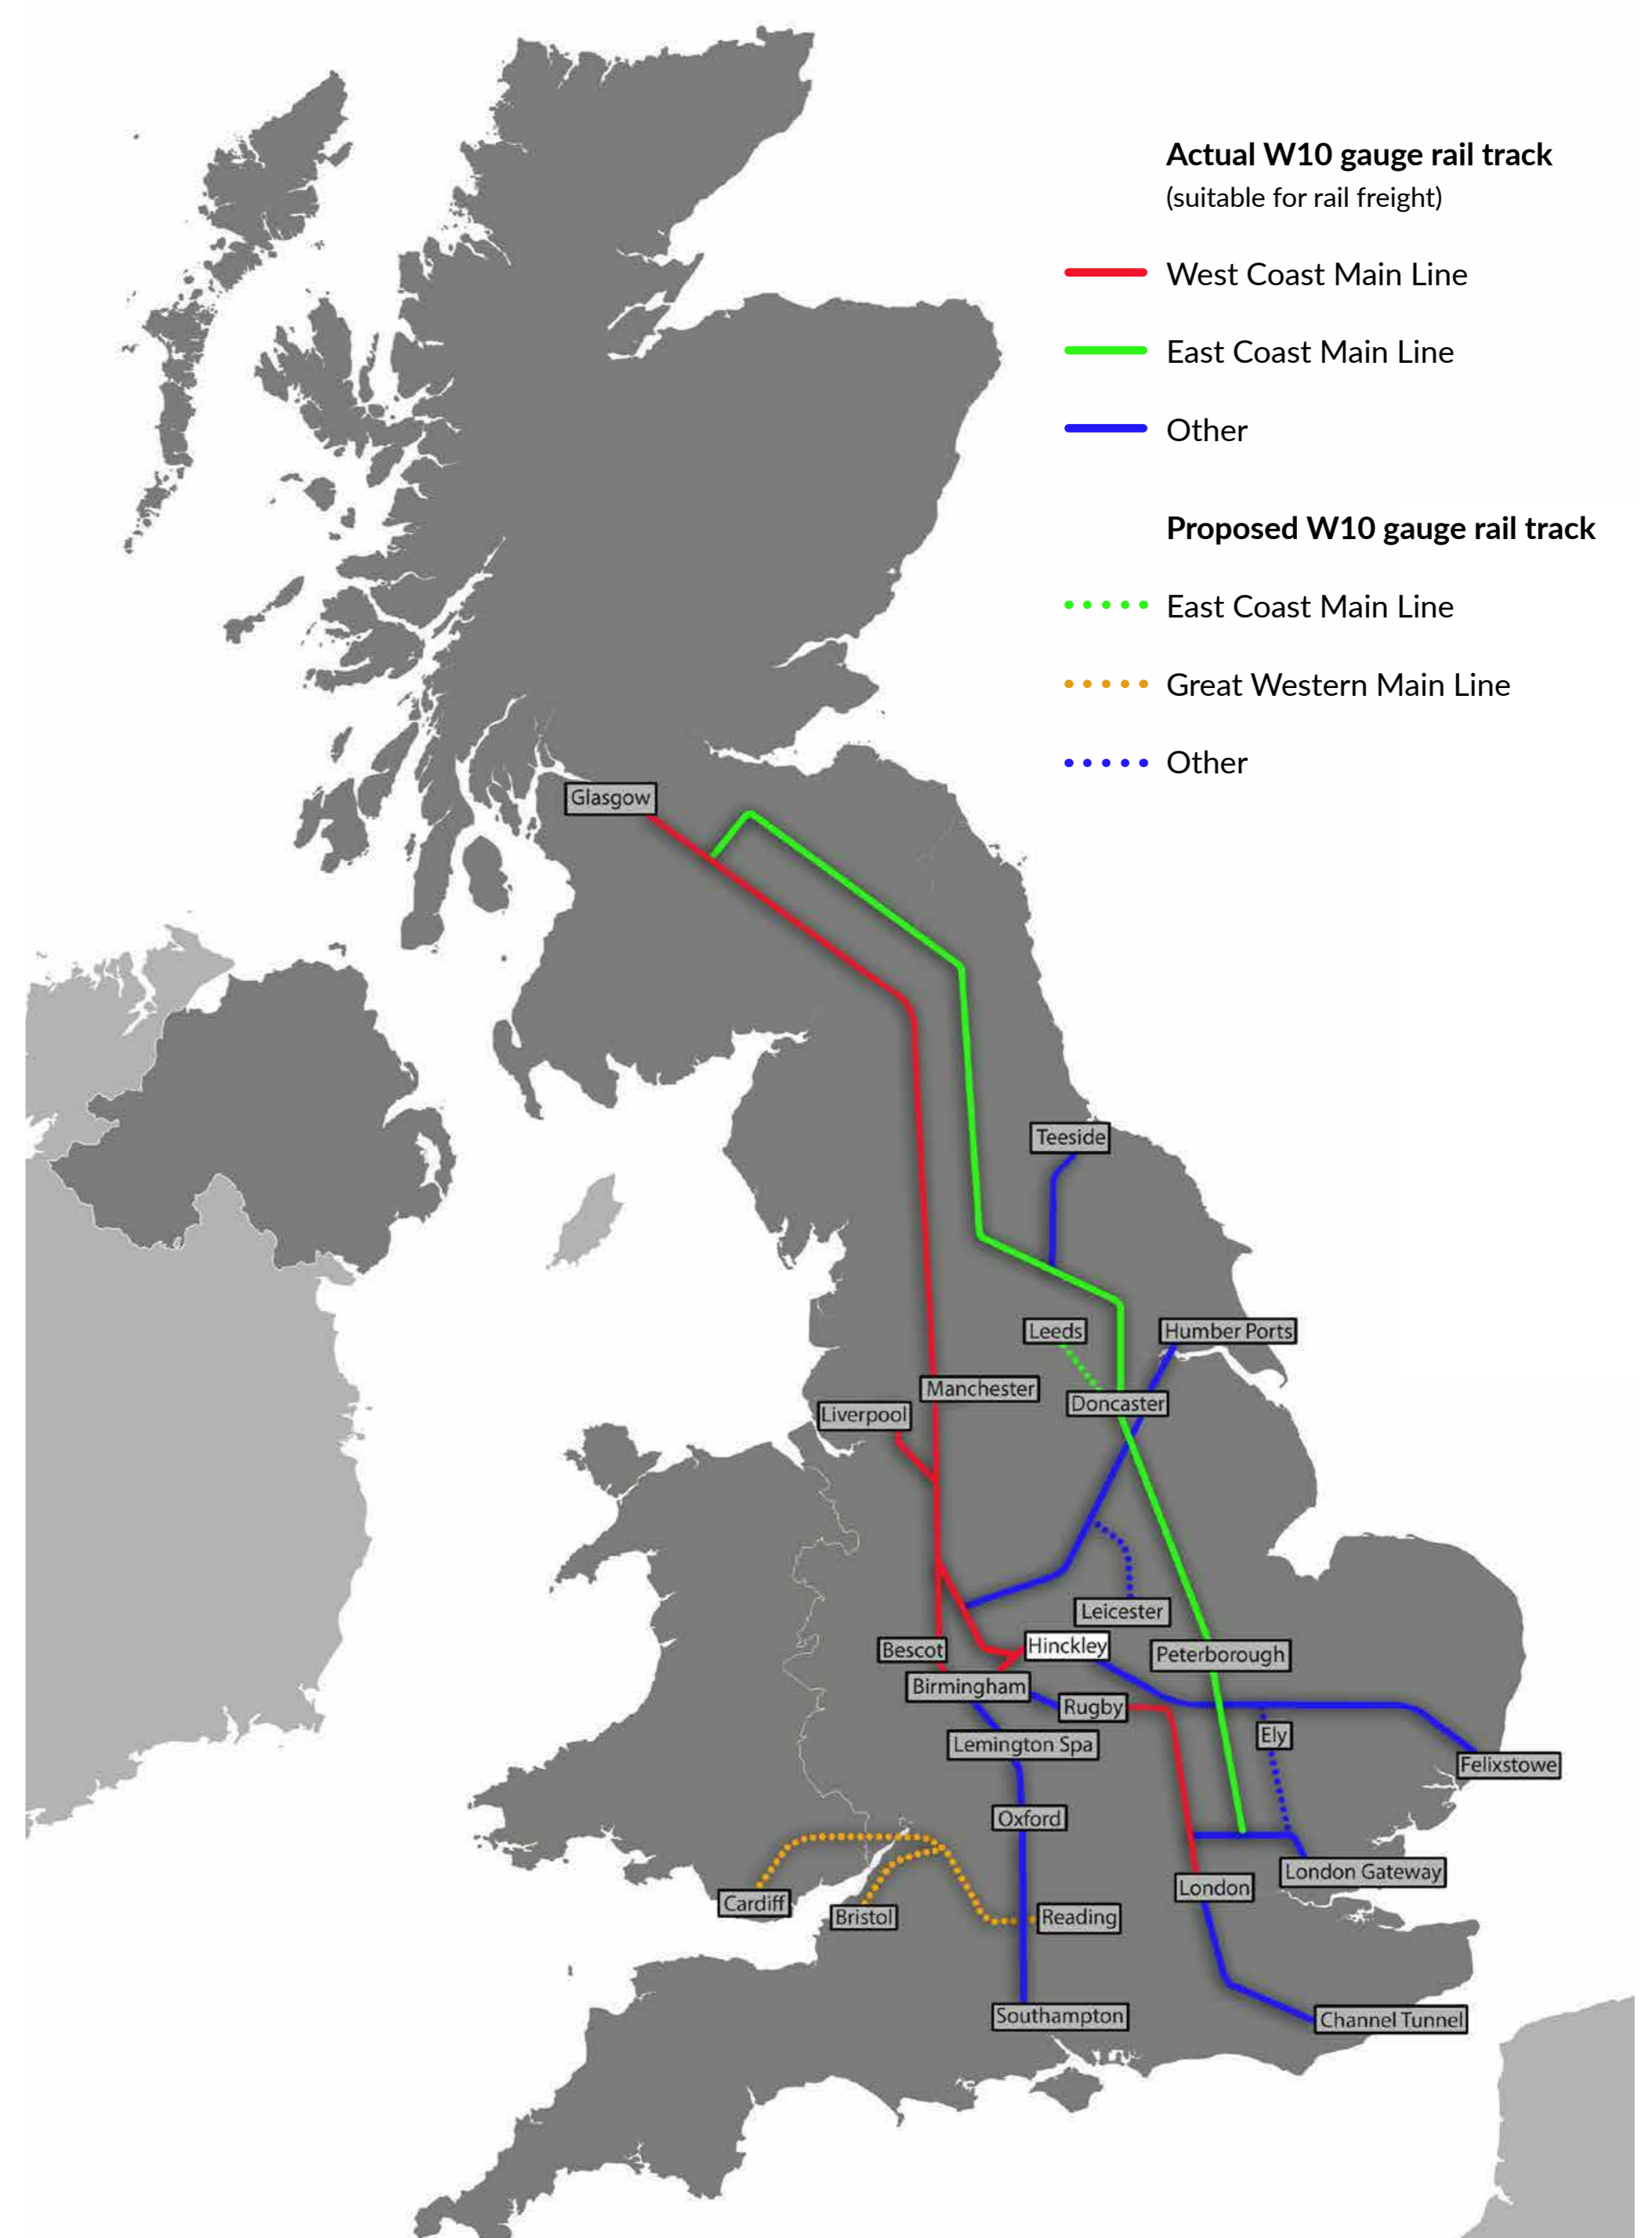 Actual W10 gauge rail track
(suitable for rail freight)
West Coast Main Line
East Coast Main Line
Other
Proposed W10 gauge rail track
East Coast Main Line
Great Western Main Line
Other
Glasgow
Teeside
Leeds
Humber Ports
Manchester
Doncaster
Liverpool
Leicester
Hinckley
Bescot
Peterborough
Birmingham
Rugby
Ely
Lemington Spa
Felixstowe
Oxford
London Gateway
London
Cardiff
Bristol
Reading
Southampton
Channel Tunnel